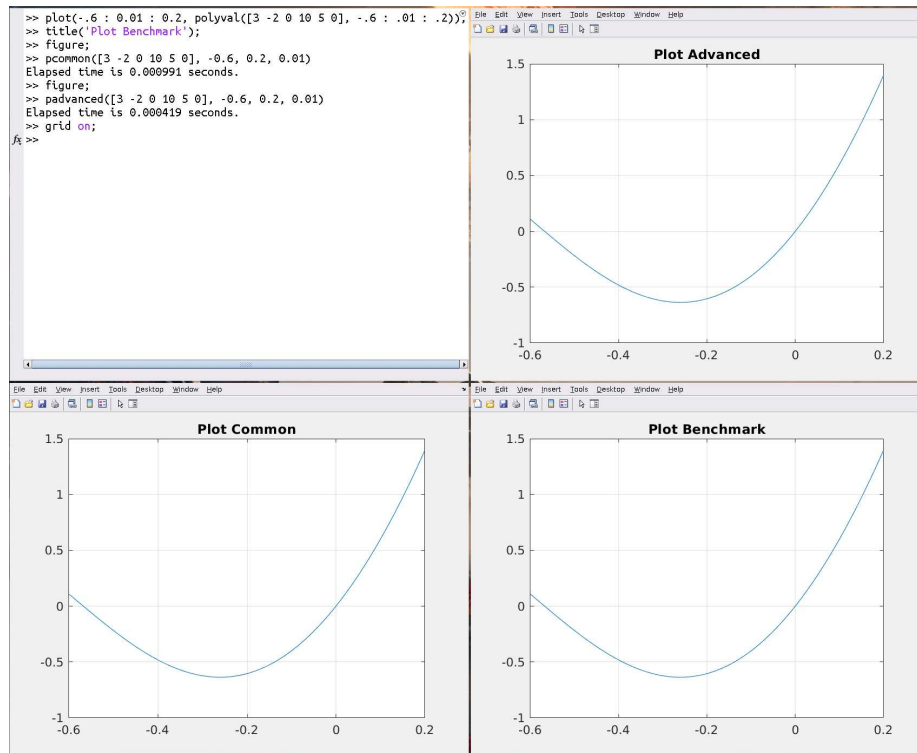 >> plot(-.6 : 0.01 : 0.2, polyval([3 -2 0 10 5 0], -.6 : .01 : .2));
>> title('Plot Benchmark');
>> figure;
>> pcommon([3 -2 0 10 5 0], -0.6, 0.2, 0.01)
Elapsed time is 0.000991 seconds.
>> figure;
>> padvanced([3 -2 0 10 5 0], -0.6, 0.2, 0.01)
Elapsed time is 0.000419 seconds.
>> grid on;
fx >>
File Edit View Insert Tools Desktop Window Help
Plot Advanced
1.5
1
0.5
0
-0.5
-1
-0.6 -0.4 -0.2 0 0.2
File Edit View Insert Tools Desktop Window Help
Plot Common
1.5
1
0.5
0
-0.5
-1
-0.6 -0.4 -0.2 0 0.2
File Edit View Insert Tools Desktop Window Help
Plot Benchmark
1.5
1
0.5
0
-0.5
-1
-0.6 -0.4 -0.2 0 0.2